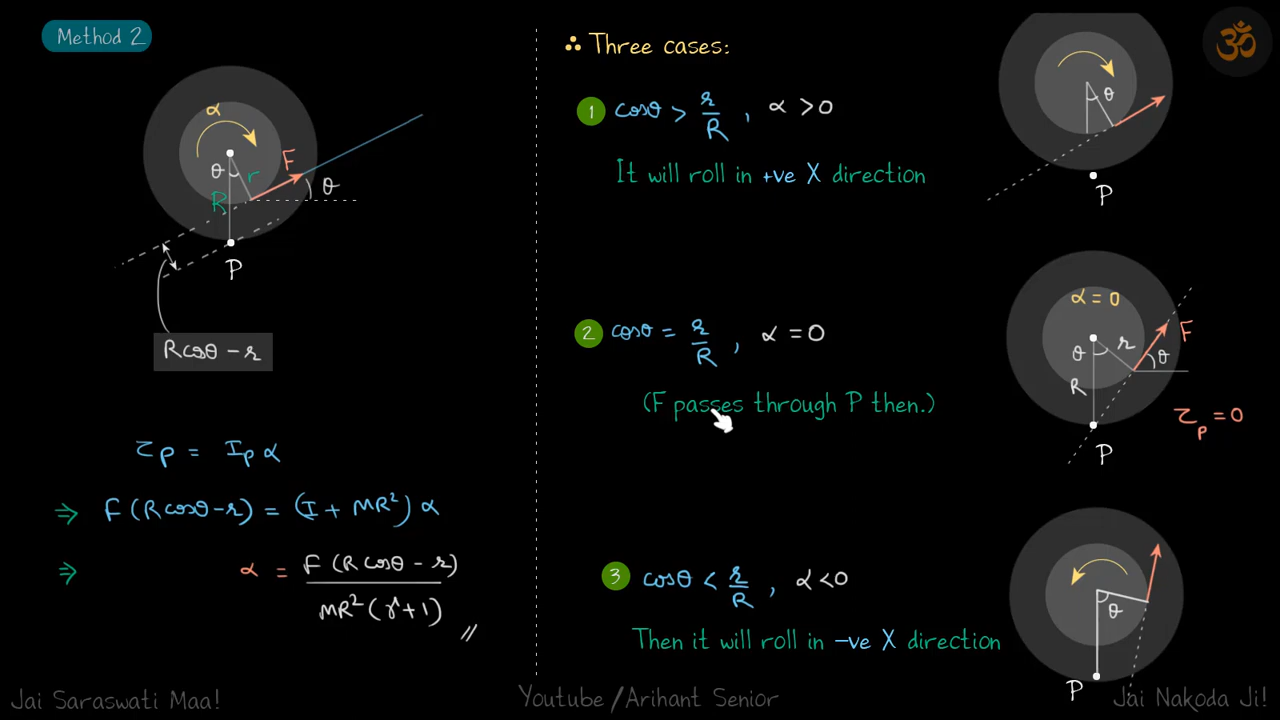 Method 2
α
θ
r
R
F
θ
P
Rcosθ - r
τp = Ip α
⇒ F(Rcosθ-r) = (I + MR²) α
⇒ α = F (R cosθ - r) / MR² (γ+1) //
∴ Three cases:
1 cosθ > r/R , α > 0
It will roll in +ve X direction
θ
P
2 cosθ = r/R , α = 0
(F passes through P then.)
α = 0
θ
r
R
F
θ
τp = 0
P
3 cosθ < r/R , α < 0
Then it will roll in -ve X direction
θ
P
ॐ
Jai Saraswati Maa!
Youtube / Arihant Senior
Jai Nakoda Ji!